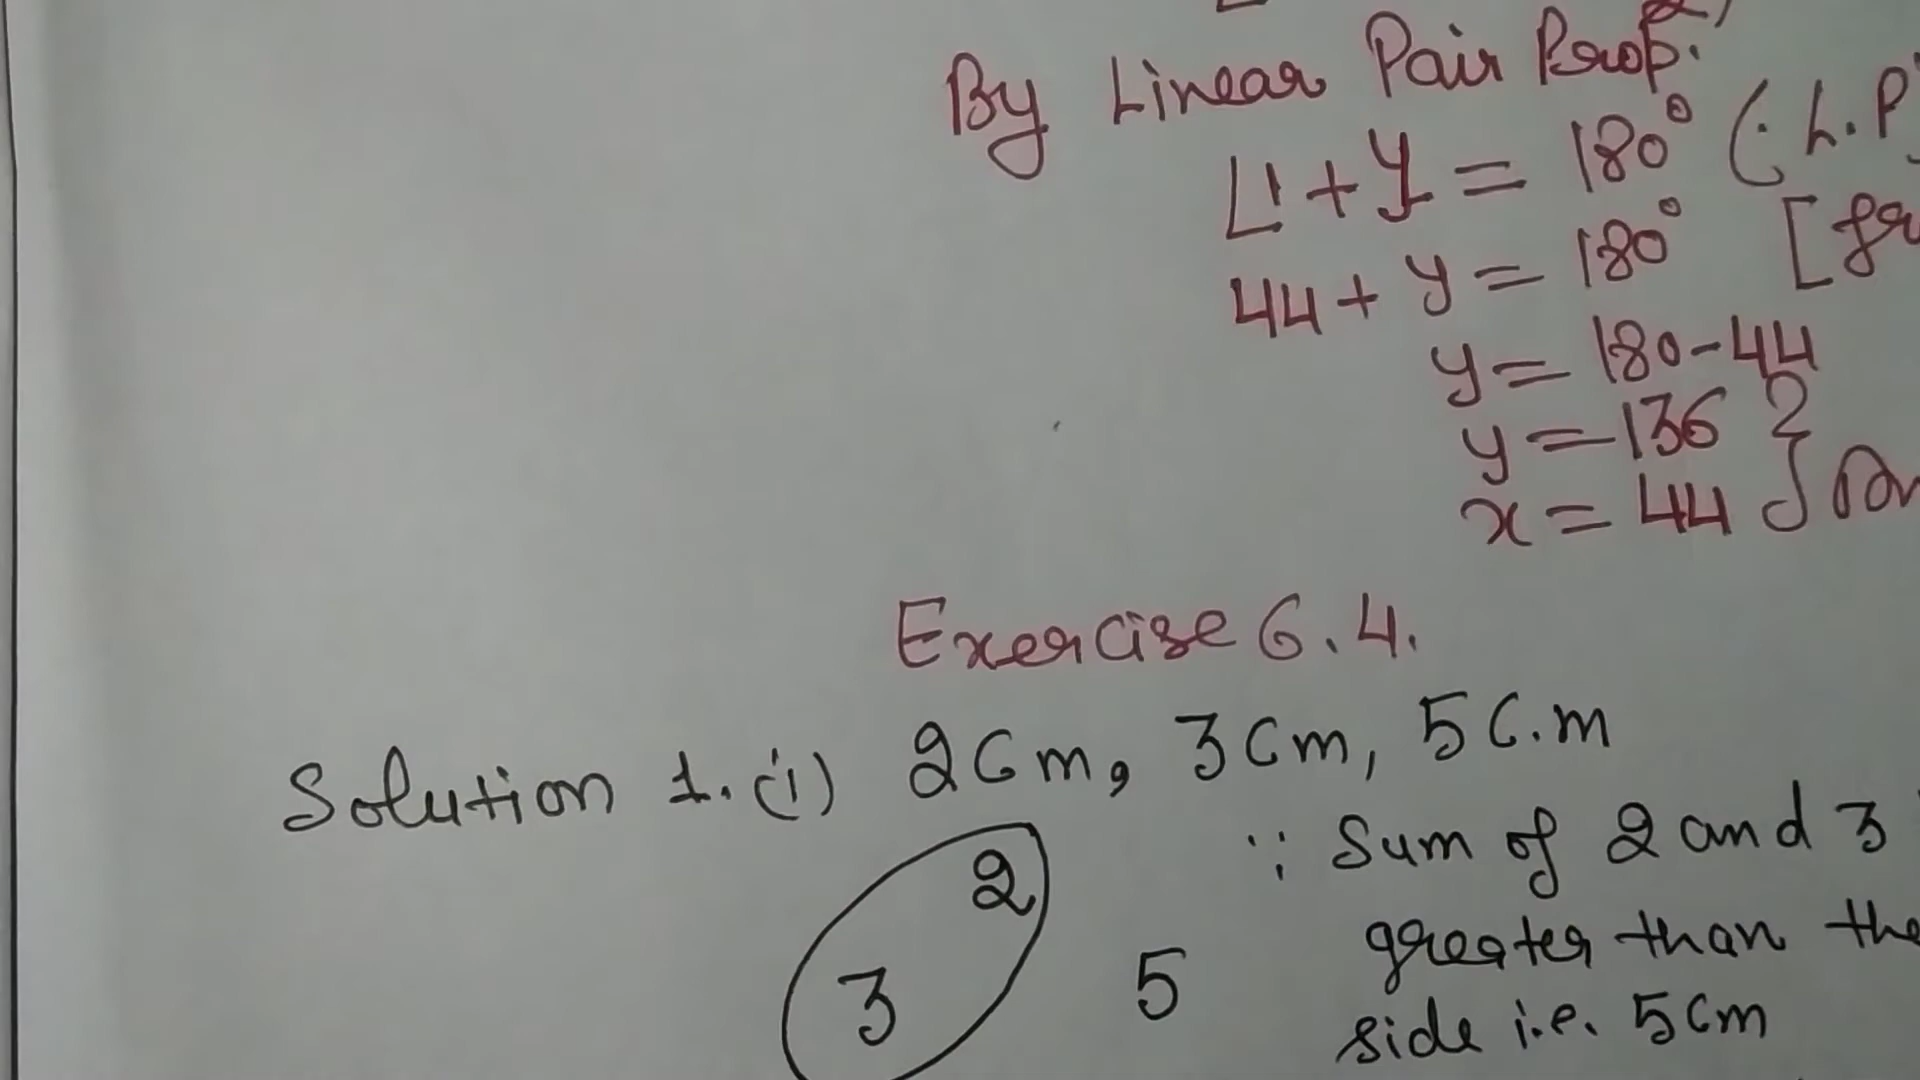 By Linear Pair Prop.
∠1 + y = 180° (∵ L.P
44 + y = 180° [
y = 180-44
y = 136 }
x = 44 }
Exercise 6.4.
Solution 1. (i) 2Cm, 3Cm, 5C.m
∵ Sum of 2 and 3
2
greater than the
3 5
side i.e. 5Cm